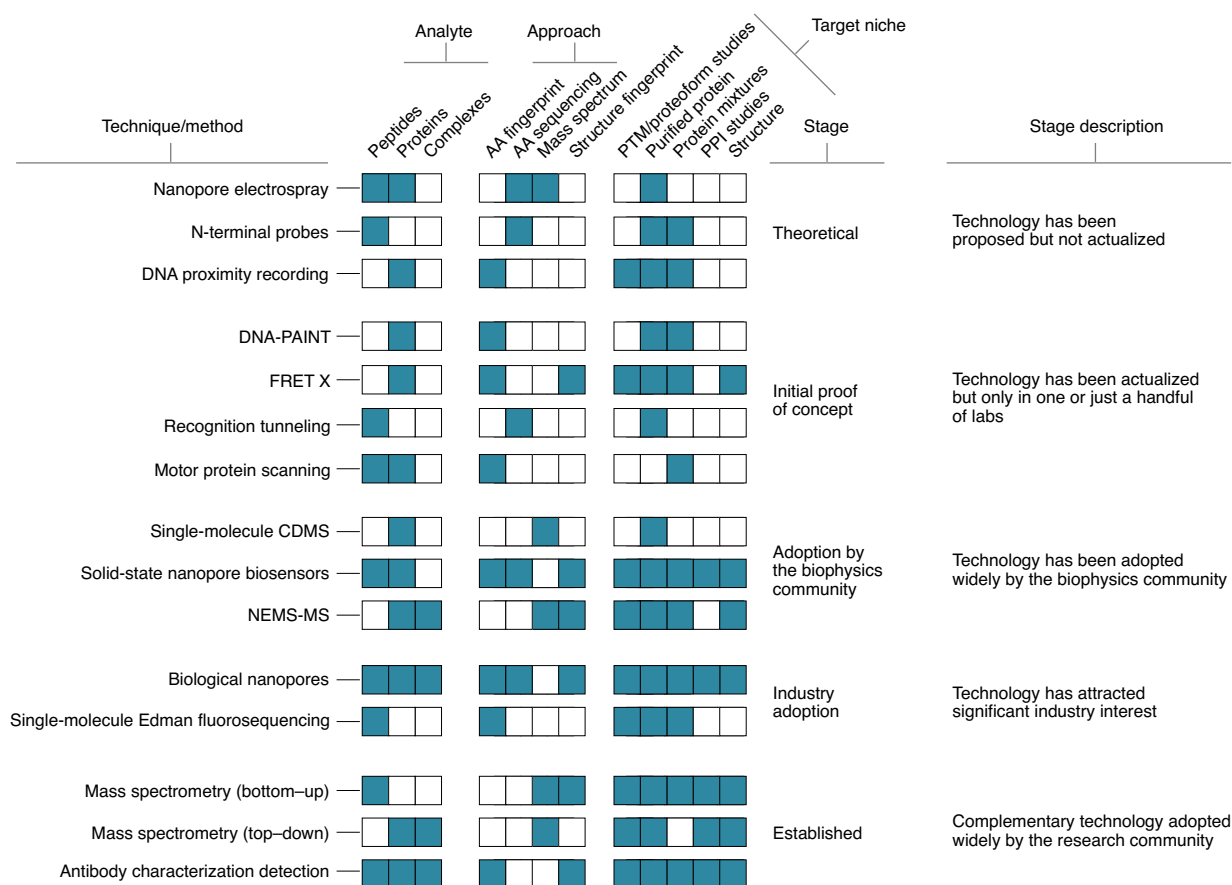 Analyte
Approach
Target niche
Technique/method
Peptides
Proteins
Complexes
AA fingerprint
AA sequencing
Mass spectrum
Structure fingerprint
PTM/proteoform studies
Purified protein
Protein mixtures
PPI studies
Structure
Stage
Stage description
Nanopore electrospray
N-terminal probes
DNA proximity recording
Theoretical
Technology has been
proposed but not actualized
DNA-PAINT
FRET X
Recognition tunneling
Motor protein scanning
Initial proof
of concept
Technology has been actualized
but only in one or just a handful
of labs
Single-molecule CDMS
Solid-state nanopore biosensors
NEMS-MS
Adoption by
the biophysics
community
Technology has been adopted
widely by the biophysics community
Biological nanopores
Single-molecule Edman fluorosequencing
Industry
adoption
Technology has attracted
significant industry interest
Mass spectrometry (bottom–up)
Mass spectrometry (top–down)
Antibody characterization detection
Established
Complementary technology adopted
widely by the research community